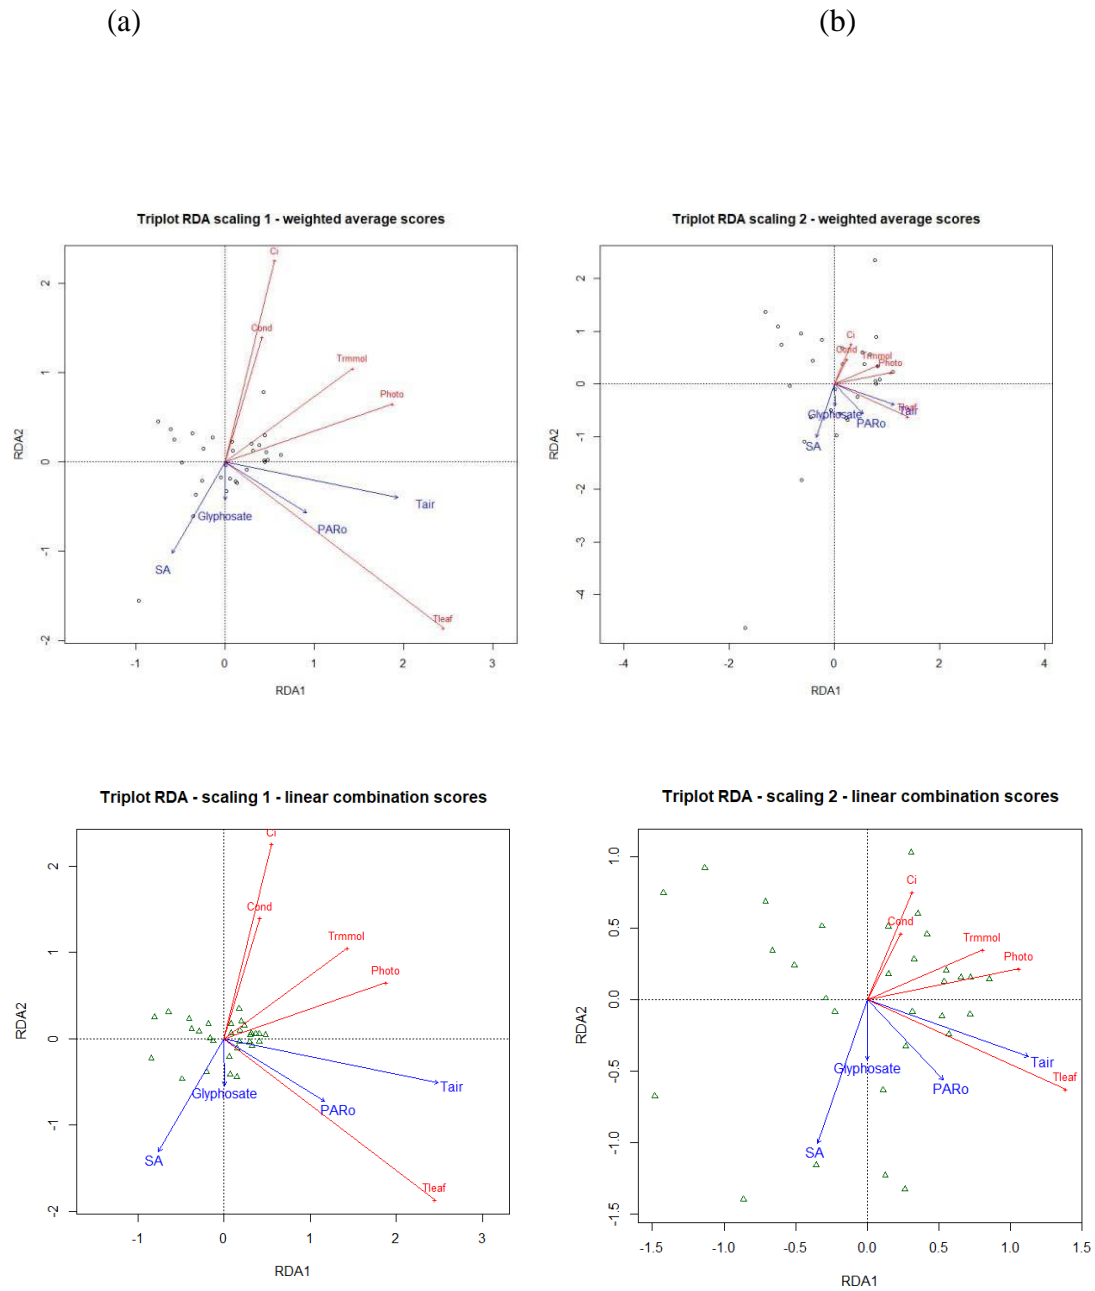 (a)
(b)
Triplot RDA scaling 1 - weighted average scores
RDA2
2
1
0
-1
-2
Ci
Cond
Trmmol
Photo
Tair
PARo
Glyphosate
SA
Tleaf
-1
0
1
2
3
RDA1
Triplot RDA scaling 2 - weighted average scores
RDA2
2
1
0
-1
-2
-3
-4
Ci
Cond
Trmmol
Photo
Tleaf
Tair
Glyphosate
PARo
SA
-4
-2
0
2
4
RDA1
Triplot RDA - scaling 1 - linear combination scores
RDA2
2
1
0
-1
-2
Ci
Cond
Trmmol
Photo
Tair
Glyphosate
PARo
SA
Tleaf
-1
0
1
2
3
RDA1
Triplot RDA - scaling 2 - linear combination scores
RDA2
1.0
0.5
0.0
-0.5
-1.0
-1.5
Ci
Cond
Trmmol
Photo
Tair
Glyphosate
Tleaf
PARo
SA
-1.5
-1.0
-0.5
0.0
0.5
1.0
1.5
RDA1